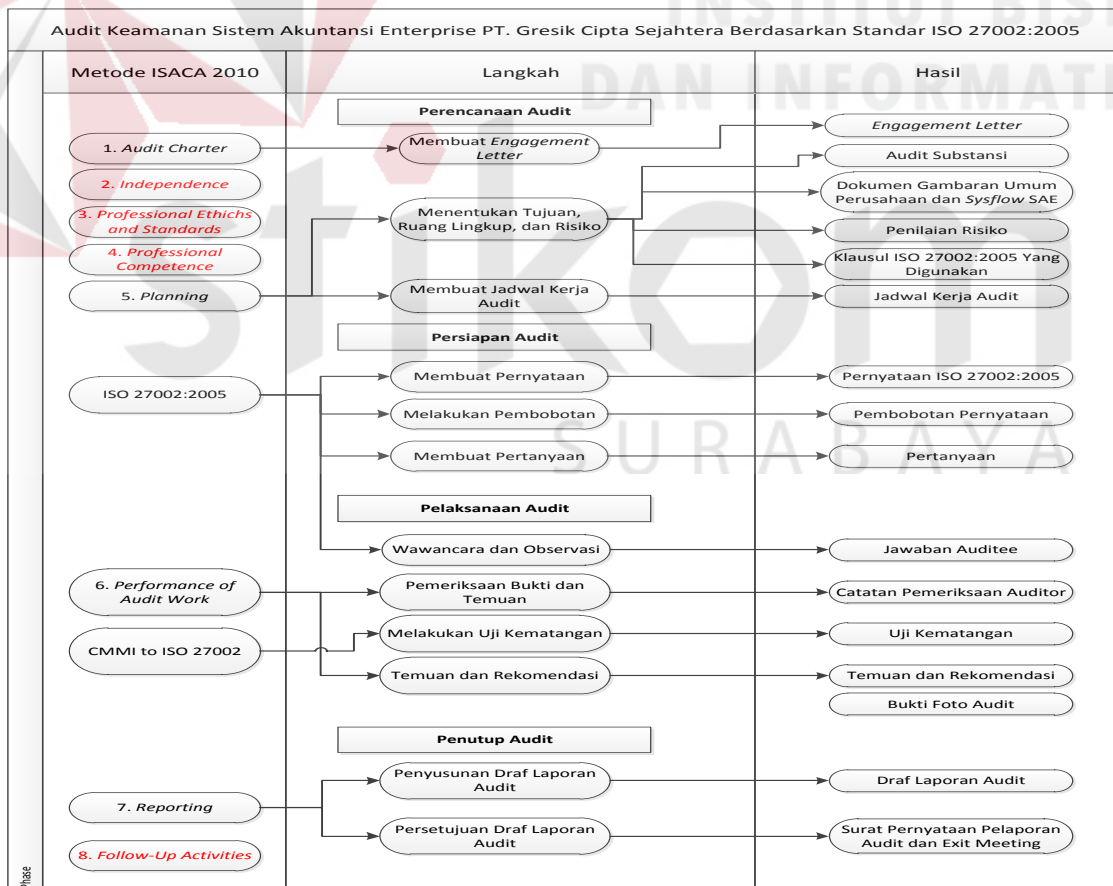 INSTITUT BIS
DAN INFORMATI
stikom
SURABAYA
Audit Keamanan Sistem Akuntansi Enterprise PT. Gresik Cipta Sejahtera Berdasarkan Standar ISO 27002:2005
Metode ISACA 2010
Langkah
Hasil
Perencanaan Audit
1. Audit Charter
Membuat Engagement
Letter
Engagement Letter
2. Independence
Audit Substansi
3. Professional Ethichs
and Standards
Menentukan Tujuan,
Ruang Lingkup, dan Risiko
Dokumen Gambaran Umum
Perusahaan dan Sysflow SAE
Penilaian Risiko
4. Professional
Competence
Klausul ISO 27002:2005 Yang
Digunakan
5. Planning
Membuat Jadwal Kerja
Audit
Jadwal Kerja Audit
Persiapan Audit
ISO 27002:2005
Membuat Pernyataan
Pernyataan ISO 27002:2005
Melakukan Pembobotan
Pembobotan Pernyataan
Membuat Pertanyaan
Pertanyaan
Pelaksanaan Audit
Wawancara dan Observasi
Jawaban Auditee
6. Performance of
Audit Work
Pemeriksaan Bukti dan
Temuan
Catatan Pemeriksaan Auditor
CMMI to ISO 27002
Melakukan Uji Kematangan
Uji Kematangan
Temuan dan Rekomendasi
Temuan dan Rekomendasi
Bukti Foto Audit
Penutup Audit
7. Reporting
Penyusunan Draf Laporan
Audit
Draf Laporan Audit
Persetujuan Draf Laporan
Audit
Surat Pernyataan Pelaporan
Audit dan Exit Meeting
8. Follow-Up Activities
Phase